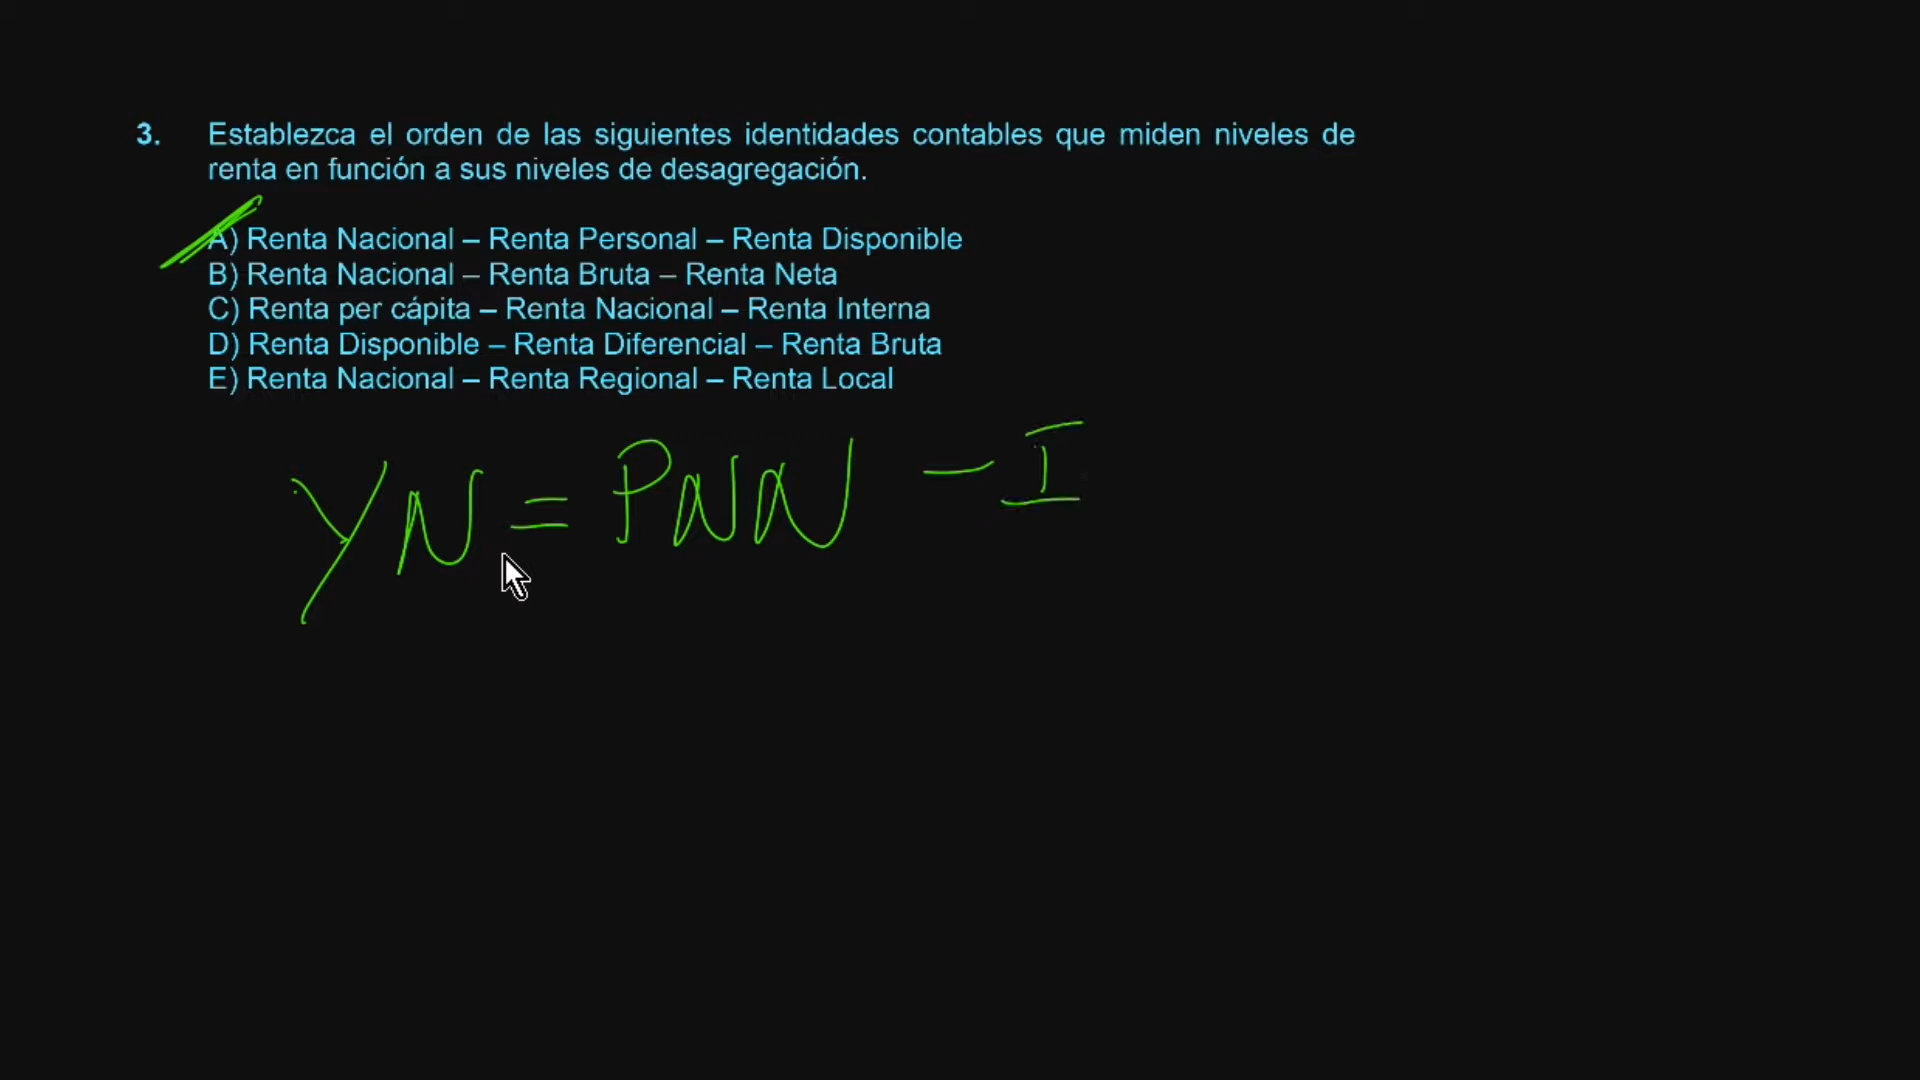 3. Establezca el orden de las siguientes identidades contables que miden niveles de
renta en función a sus niveles de desagregación.
A) Renta Nacional – Renta Personal – Renta Disponible
B) Renta Nacional – Renta Bruta – Renta Neta
C) Renta per cápita – Renta Nacional – Renta Interna
D) Renta Disponible – Renta Diferencial – Renta Bruta
E) Renta Nacional – Renta Regional – Renta Local
YN = PNN - I